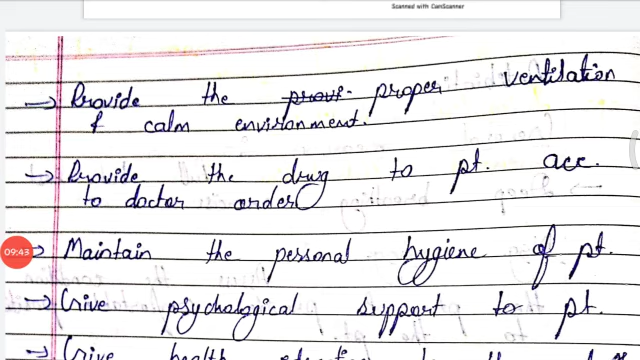 Scanned with CamScanner
→ Provide the proper ventilation
& calm environment.
→ Provide the drug to pt. acc.
to doctor order
09:43
→ Maintain the personal hygiene of pt.
→ Give psychological support to pt.
→ Give health